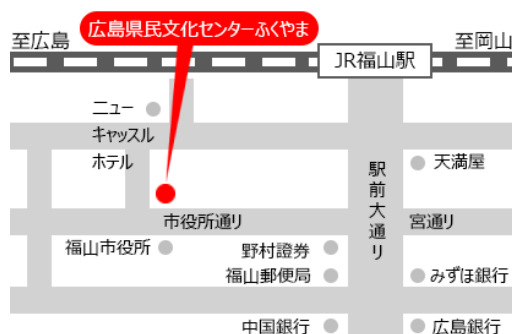 広島県民文化センターふくやま
至広島
至岡山
JR福山駅
ニュー
キャッスル
ホテル
駅前大通り
天満屋
市役所通り
宮通り
福山市役所
野村證券
福山郵便局
みずほ銀行
中国銀行
広島銀行